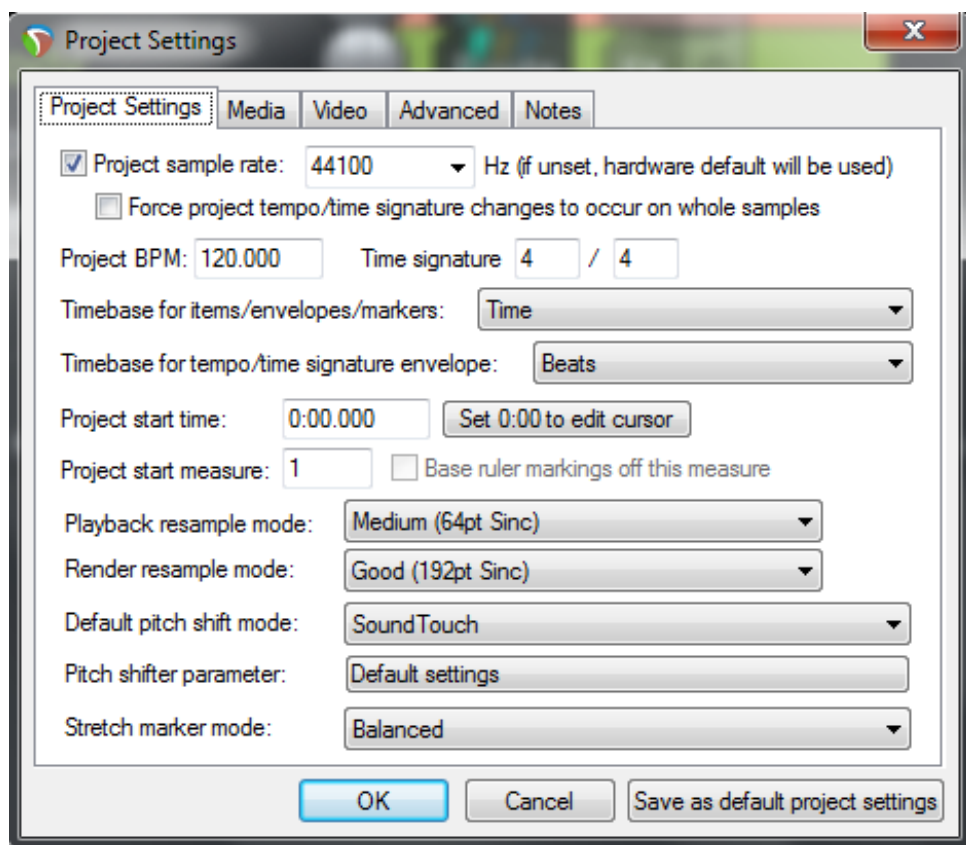 Project Settings
Project Settings Media Video Advanced Notes
Project sample rate: 44100 Hz (if unset, hardware default will be used)
Force project tempo/time signature changes to occur on whole samples
Project BPM: 120.000 Time signature 4 / 4
Timebase for items/envelopes/markers: Time
Timebase for tempo/time signature envelope: Beats
Project start time: 0:00.000 Set 0:00 to edit cursor
Project start measure: 1 Base ruler markings off this measure
Playback resample mode: Medium (64pt Sinc)
Render resample mode: Good (192pt Sinc)
Default pitch shift mode: SoundTouch
Pitch shifter parameter: Default settings
Stretch marker mode: Balanced
OK Cancel Save as default project settings